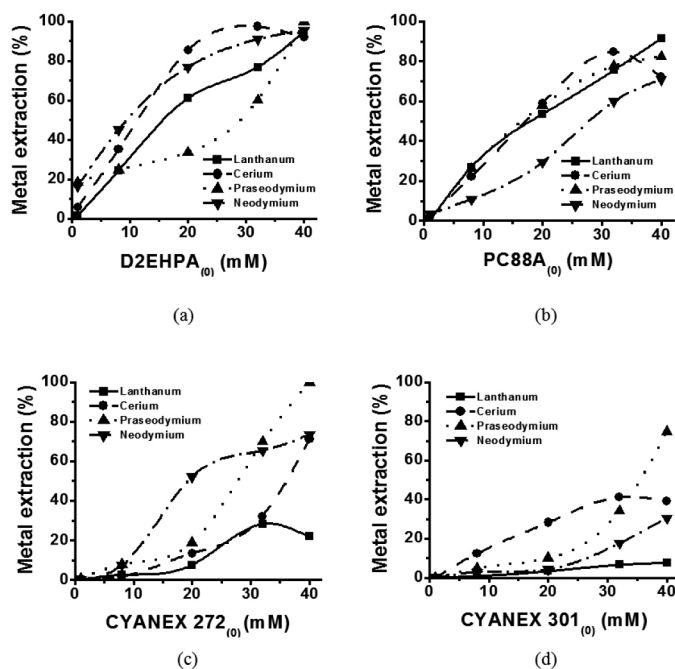 100
80
60
40
20
0
Metal extraction (%)
Lanthanum
Cerium
Praseodymium
Neodymium
0 10 20 30 40
D2EHPA(0) (mM)
(a)
100
80
60
40
20
0
Metal extraction (%)
Lanthanum
Cerium
Praseodymium
Neodymium
0 10 20 30 40
PC88A(0) (mM)
(b)
100
80
60
40
20
0
Metal extraction (%)
Lanthanum
Cerium
Praseodymium
Neodymium
0 10 20 30 40
CYANEX 272(0) (mM)
(c)
100
80
60
40
20
0
Metal extraction (%)
Lanthanum
Cerium
Praseodymium
Neodymium
0 10 20 30 40
CYANEX 301(0) (mM)
(d)